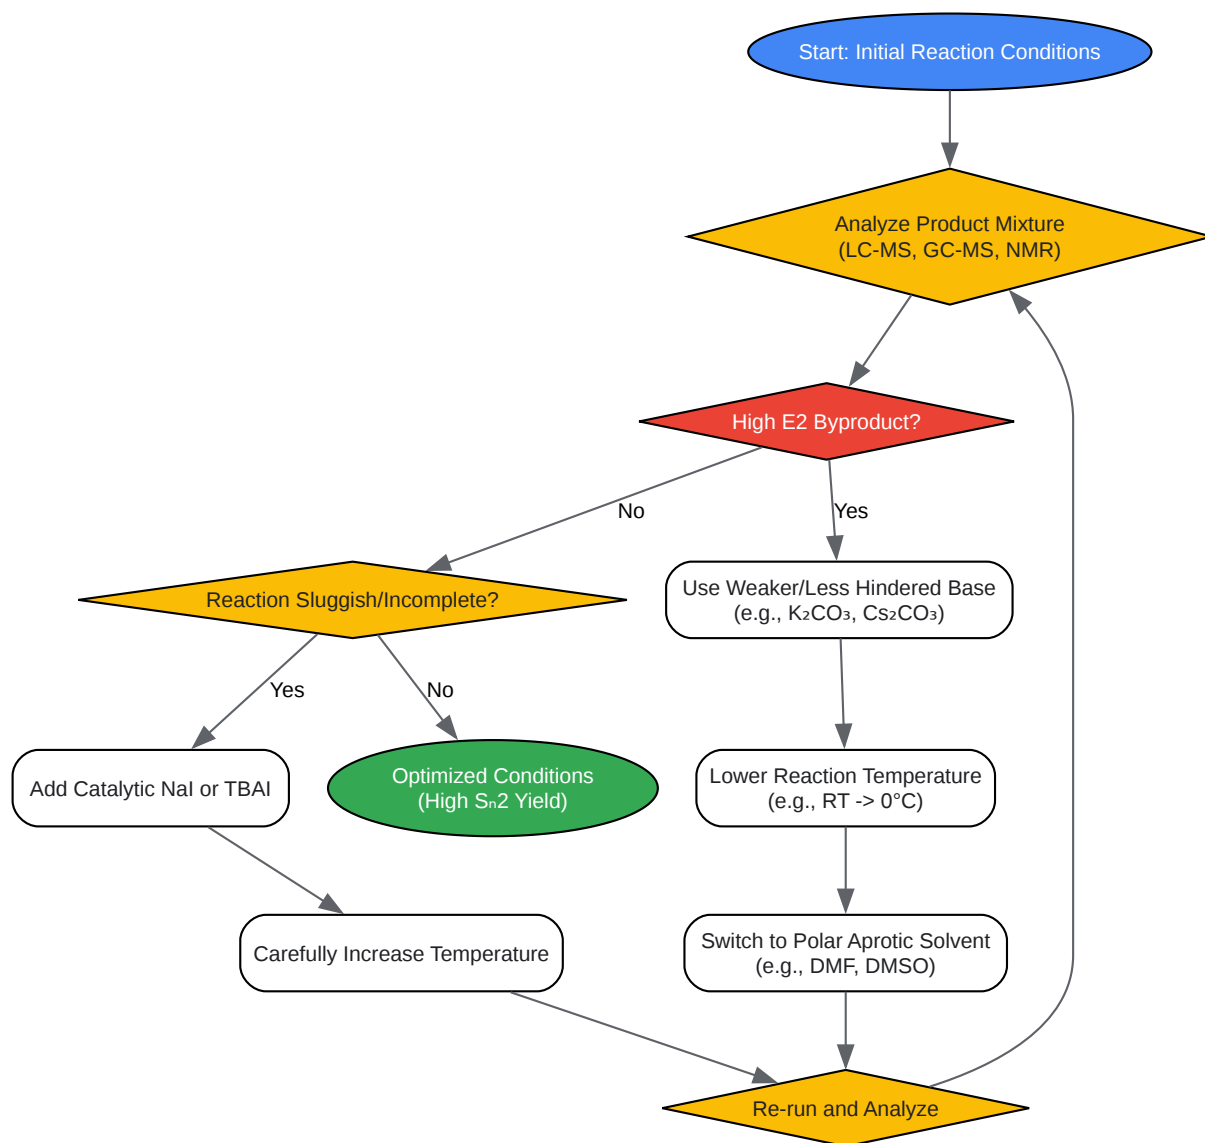 Start: Initial Reaction Conditions
Analyze Product Mixture
(LC-MS, GC-MS, NMR)
High E2 Byproduct?
No
Yes
Reaction Sluggish/Incomplete?
Use Weaker/Less Hindered Base
(e.g., K₂CO₃, Cs₂CO₃)
Yes
No
Add Catalytic NaI or TBAI
Optimized Conditions
(High Sₙ2 Yield)
Lower Reaction Temperature
(e.g., RT -> 0°C)
Carefully Increase Temperature
Switch to Polar Aprotic Solvent
(e.g., DMF, DMSO)
Re-run and Analyze